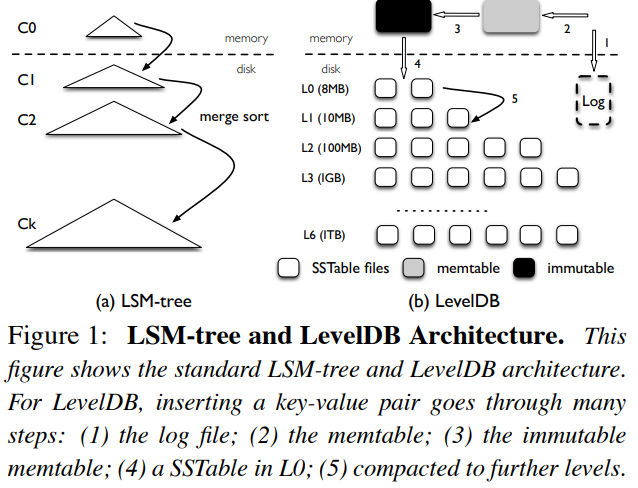 C0
memory
disk
C1
C2
merge sort
Ck
(a) LSM-tree
3
2
1
memory
disk
4
L0 (8MB)
5
Log
L1 (10MB)
L2 (100MB)
L3 (1GB)
L6 (1TB)
SSTable files
memtable
immutable
(b) LevelDB
Figure 1: LSM-tree and LevelDB Architecture. This
figure shows the standard LSM-tree and LevelDB architecture.
For LevelDB, inserting a key-value pair goes through many
steps: (1) the log file; (2) the memtable; (3) the immutable
memtable; (4) a SSTable in L0; (5) compacted to further levels.